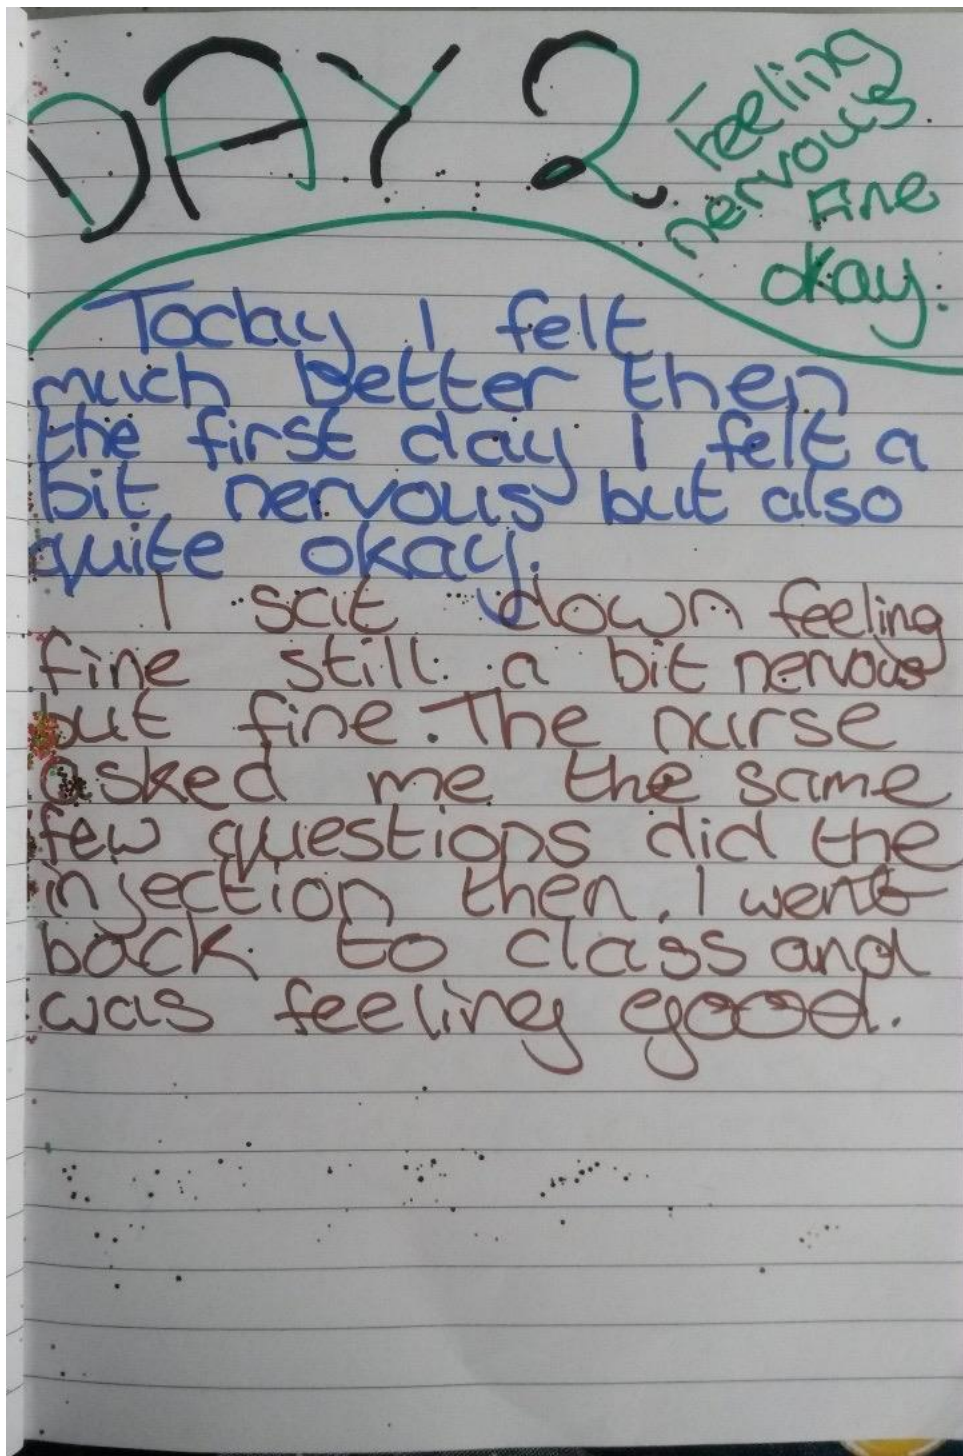 DAY 2
feeling
nervous
Fine
okay.
Today I felt
much better then
the first day I felt a
bit nervous but also
quite okay.
I sat down feeling
fine still a bit nervous
but fine. The nurse
asked me the same
few questions did the
injection then, I went
back to class and
was feeling good.